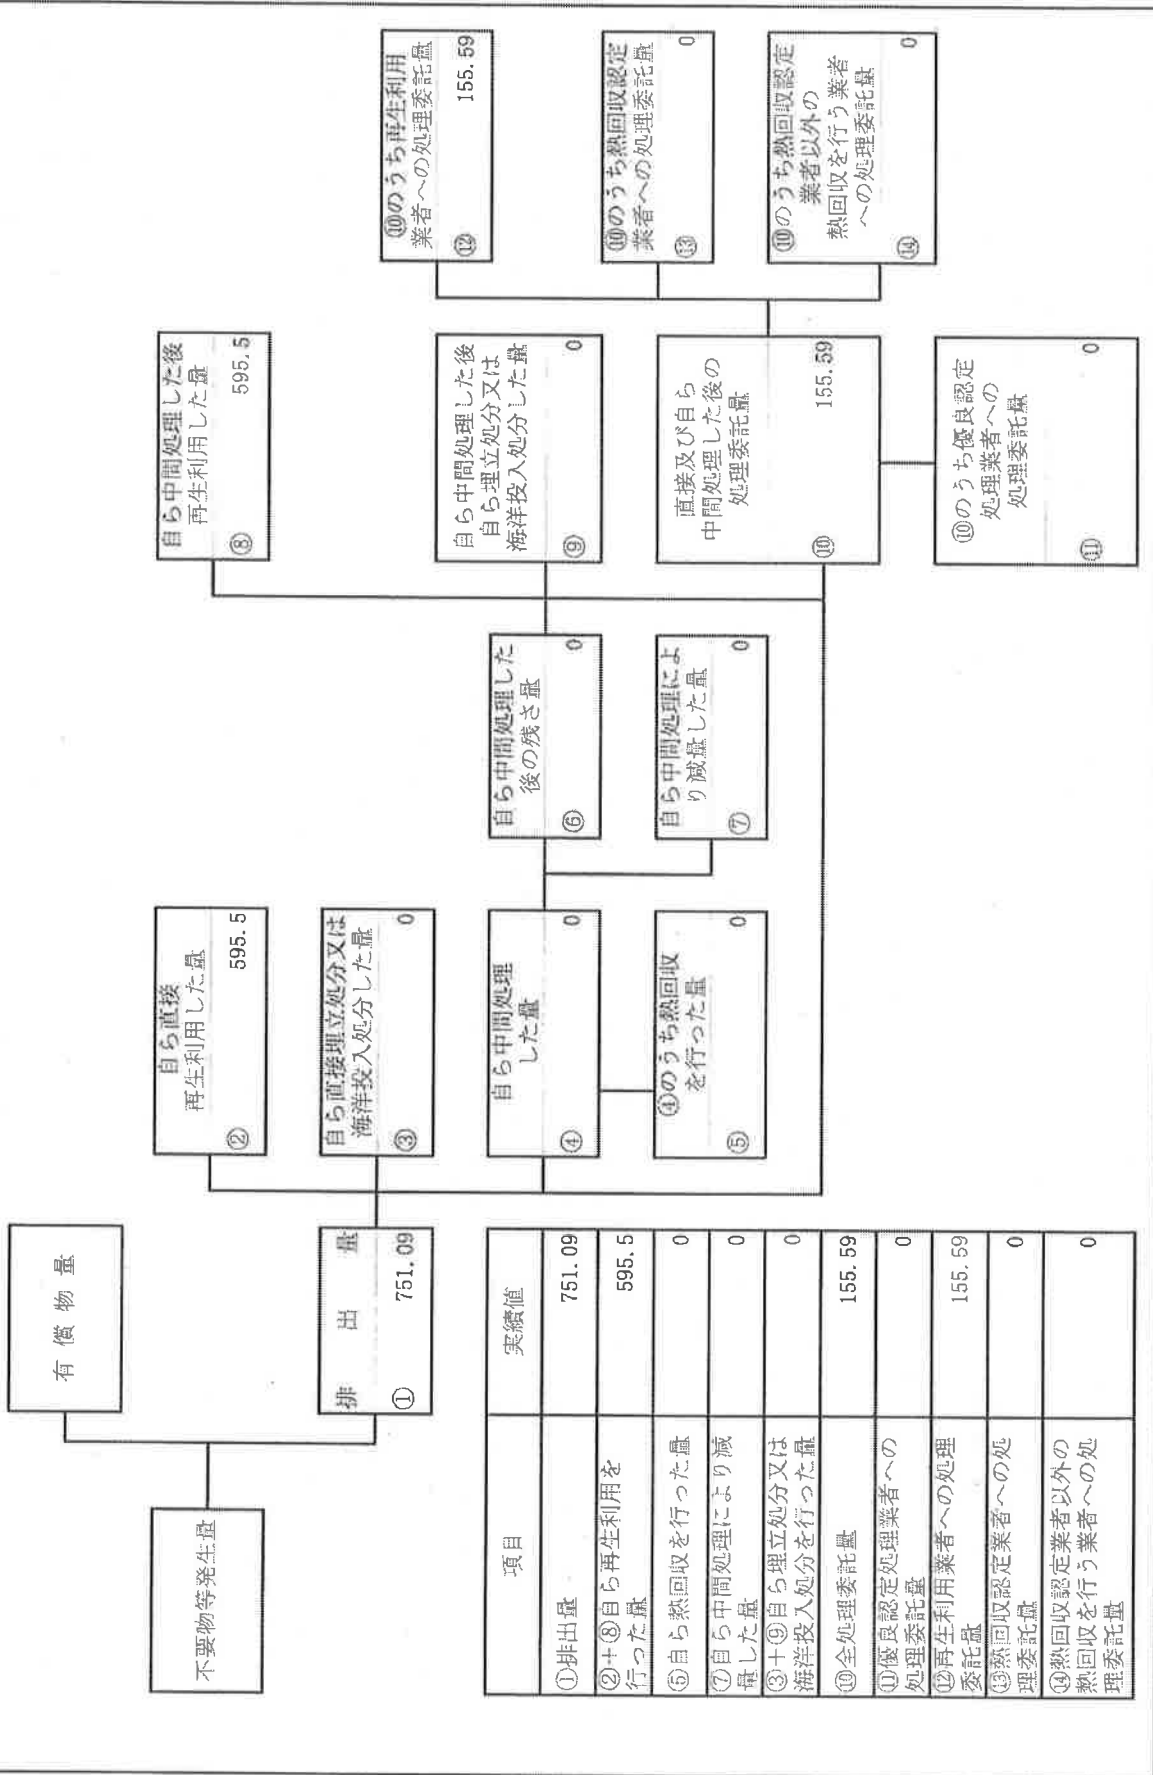 有償物量
不要物等発生量
排出量
① 751.09
自ら直接
再生利用した量
② 595.5
自ら直接埋立処分又は
海洋投入処分した量
③ 0
自ら中間処理
した量
④ 0
④のうち熱回収
を行った量
⑤ 0
自ら中間処理した
後の残さ量
⑥ 0
自ら中間処理によ
り減量した量
⑦ 0
自ら中間処理した後
再生利用した量
⑧ 595.5
自ら中間処理した後
自ら埋立処分又は
海洋投入処分した量
⑨ 0
直接及び自ら
中間処理した後の
処理委託量
⑩ 155.59
⑩のうち優良認定
処理業者への
処理委託量
⑪ 0
⑩のうち再生利用
業者への処理委託量
⑫ 155.59
⑩のうち熱回収認定
業者への処理委託量
⑬ 0
⑩のうち熱回収認定
業者以外の
熱回収を行う業者
への処理委託量
⑭ 0
項目 実績値
①排出量 751.09
②+⑧自ら再生利用を
行った量 595.5
⑤自ら熱回収を行った量 0
⑦自ら中間処理により減
量した量 0
③+⑨自ら埋立処分又は
海洋投入処分を行った量 0
⑩全処理委託量 155.59
⑪優良認定処理業者への
処理委託量 0
⑫再生利用業者への処理
委託量 155.59
⑬熱回収認定業者への処
理委託量 0
⑭熱回収認定業者以外の
熱回収を行う業者への処
理委託量 0